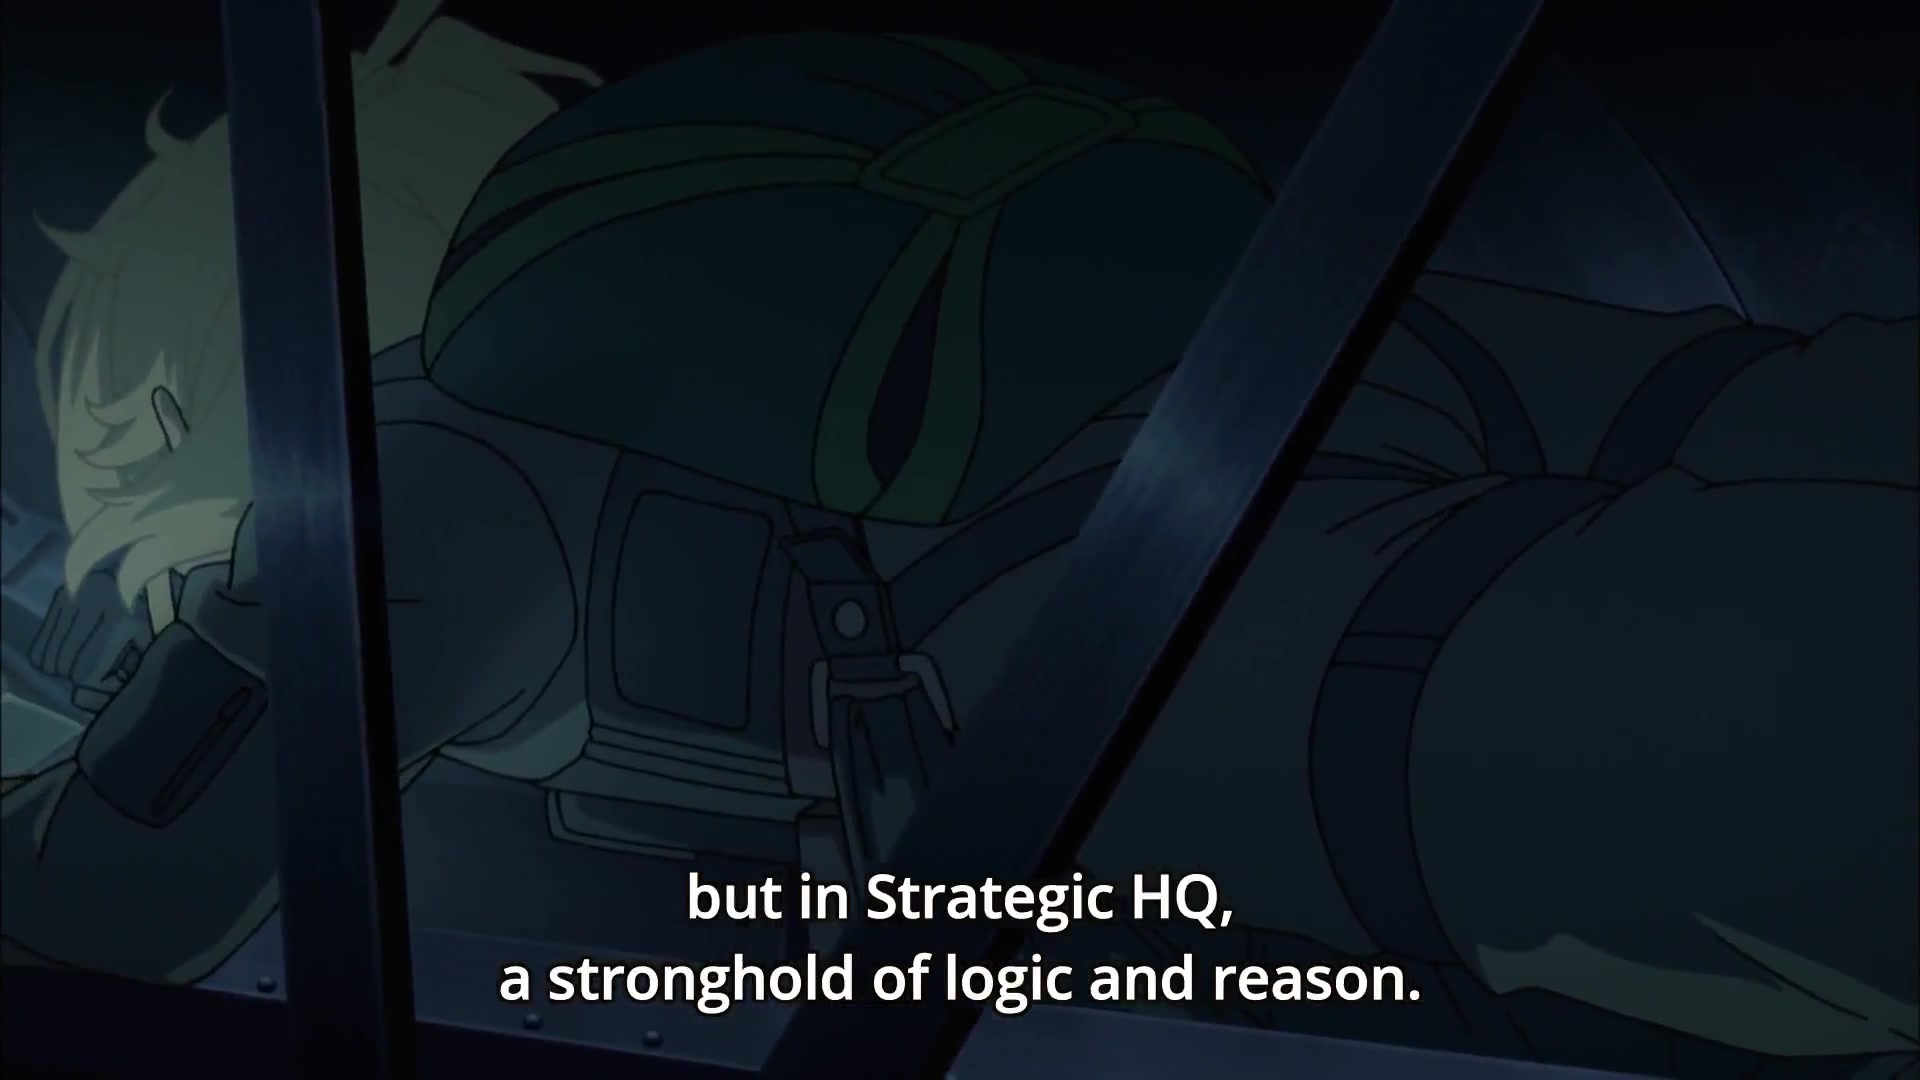 but in Strategic HQ,
a stronghold of logic and reason.